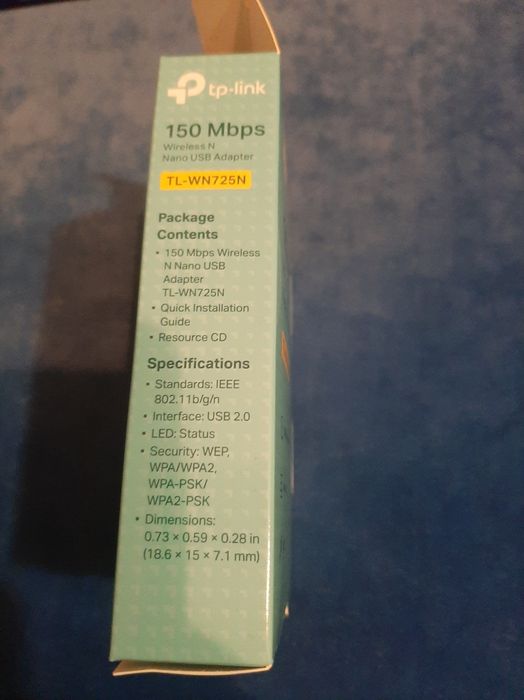 tp-link
150 Mbps
Wireless N
Nano USB Adapter
TL-WN725N
Package
Contents
• 150 Mbps Wireless
N Nano USB
Adapter
TL-WN725N
• Quick Installation
Guide
• Resource CD
Specifications
• Standards: IEEE
802.11b/g/n
• Interface: USB 2.0
• LED: Status
• Security: WEP,
WPA/WPA2,
WPA-PSK/
WPA2-PSK
• Dimensions:
0.73 × 0.59 × 0.28 in
(18.6 × 15 × 7.1 mm)